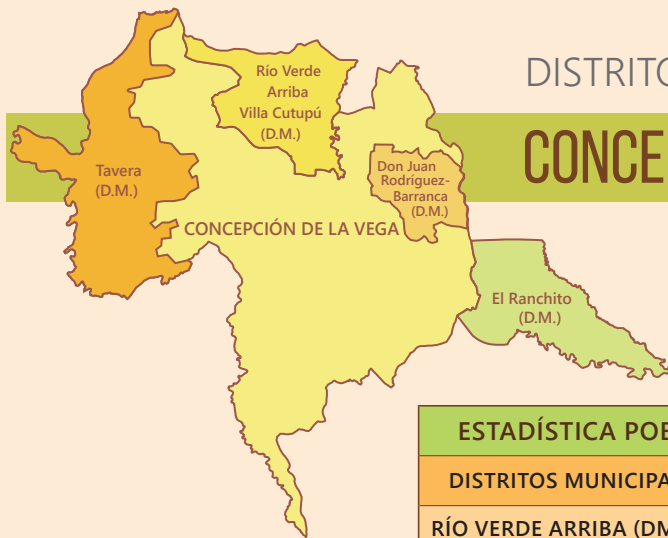 DISTRITO
CONCE
Río Verde
Arriba
Villa Cutupú
(D.M.)
Tavera
(D.M.)
Don Juan
Rodríguez-
Barranca
(D.M.)
CONCEPCIÓN DE LA VEGA
El Ranchito
(D.M.)
ESTADÍSTICA POB
DISTRITOS MUNICIPA
RÍO VERDE ARRIBA (DM